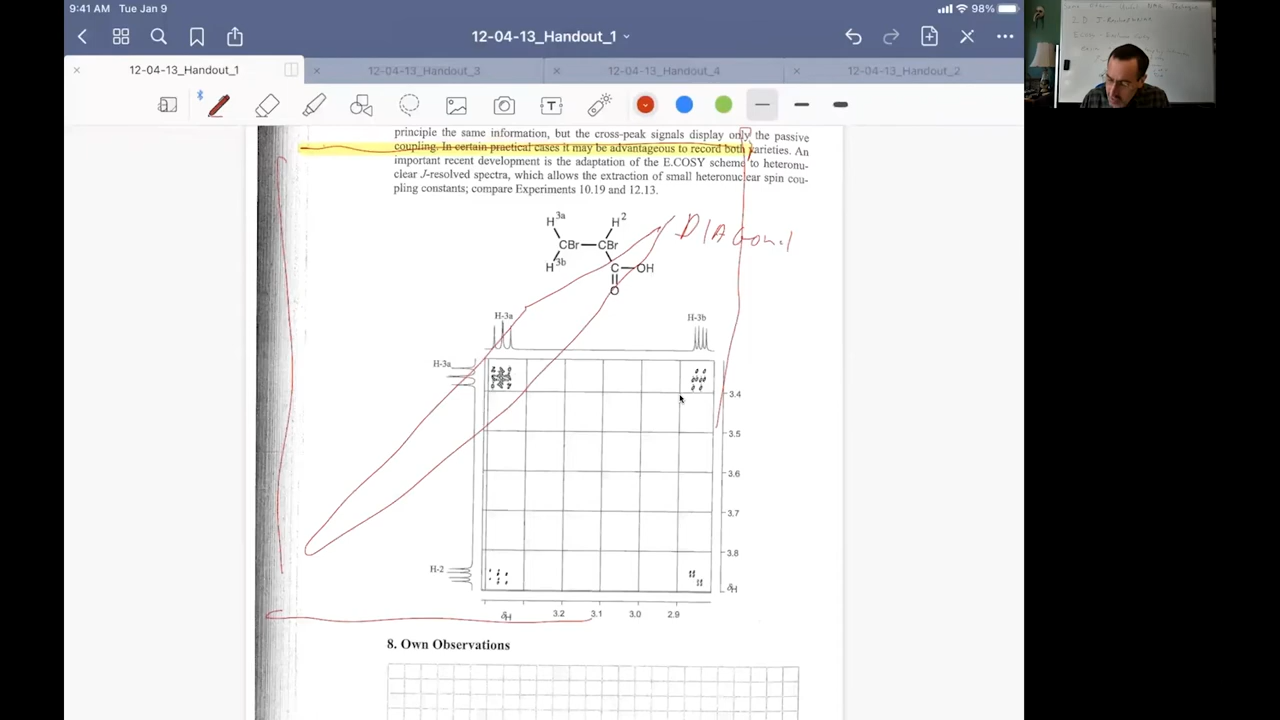 9:41 AM Tue Jan 9
98%
12-04-13_Handout_1
12-04-13_Handout_1
12-04-13_Handout_3
12-04-13_Handout_4
12-04-13_Handout_2
principle the same information, but the cross-peak signals display only the passive
coupling. In certain practical cases it may be advantageous to record both varieties. An
important recent development is the adaptation of the E.COSY scheme to heteronu-
clear J-resolved spectra, which allows the extraction of small heteronuclear spin cou-
pling constants; compare Experiments 10.19 and 12.13.
H3a H2
CBr—CBr
H3b C—OH
O
DIAGonal
H-3a H-3b
H-3a
3.4
3.5
3.6
3.7
3.8
H-2
δH
δH 3.2 3.1 3.0 2.9
8. Own Observations
2D J-Resolved